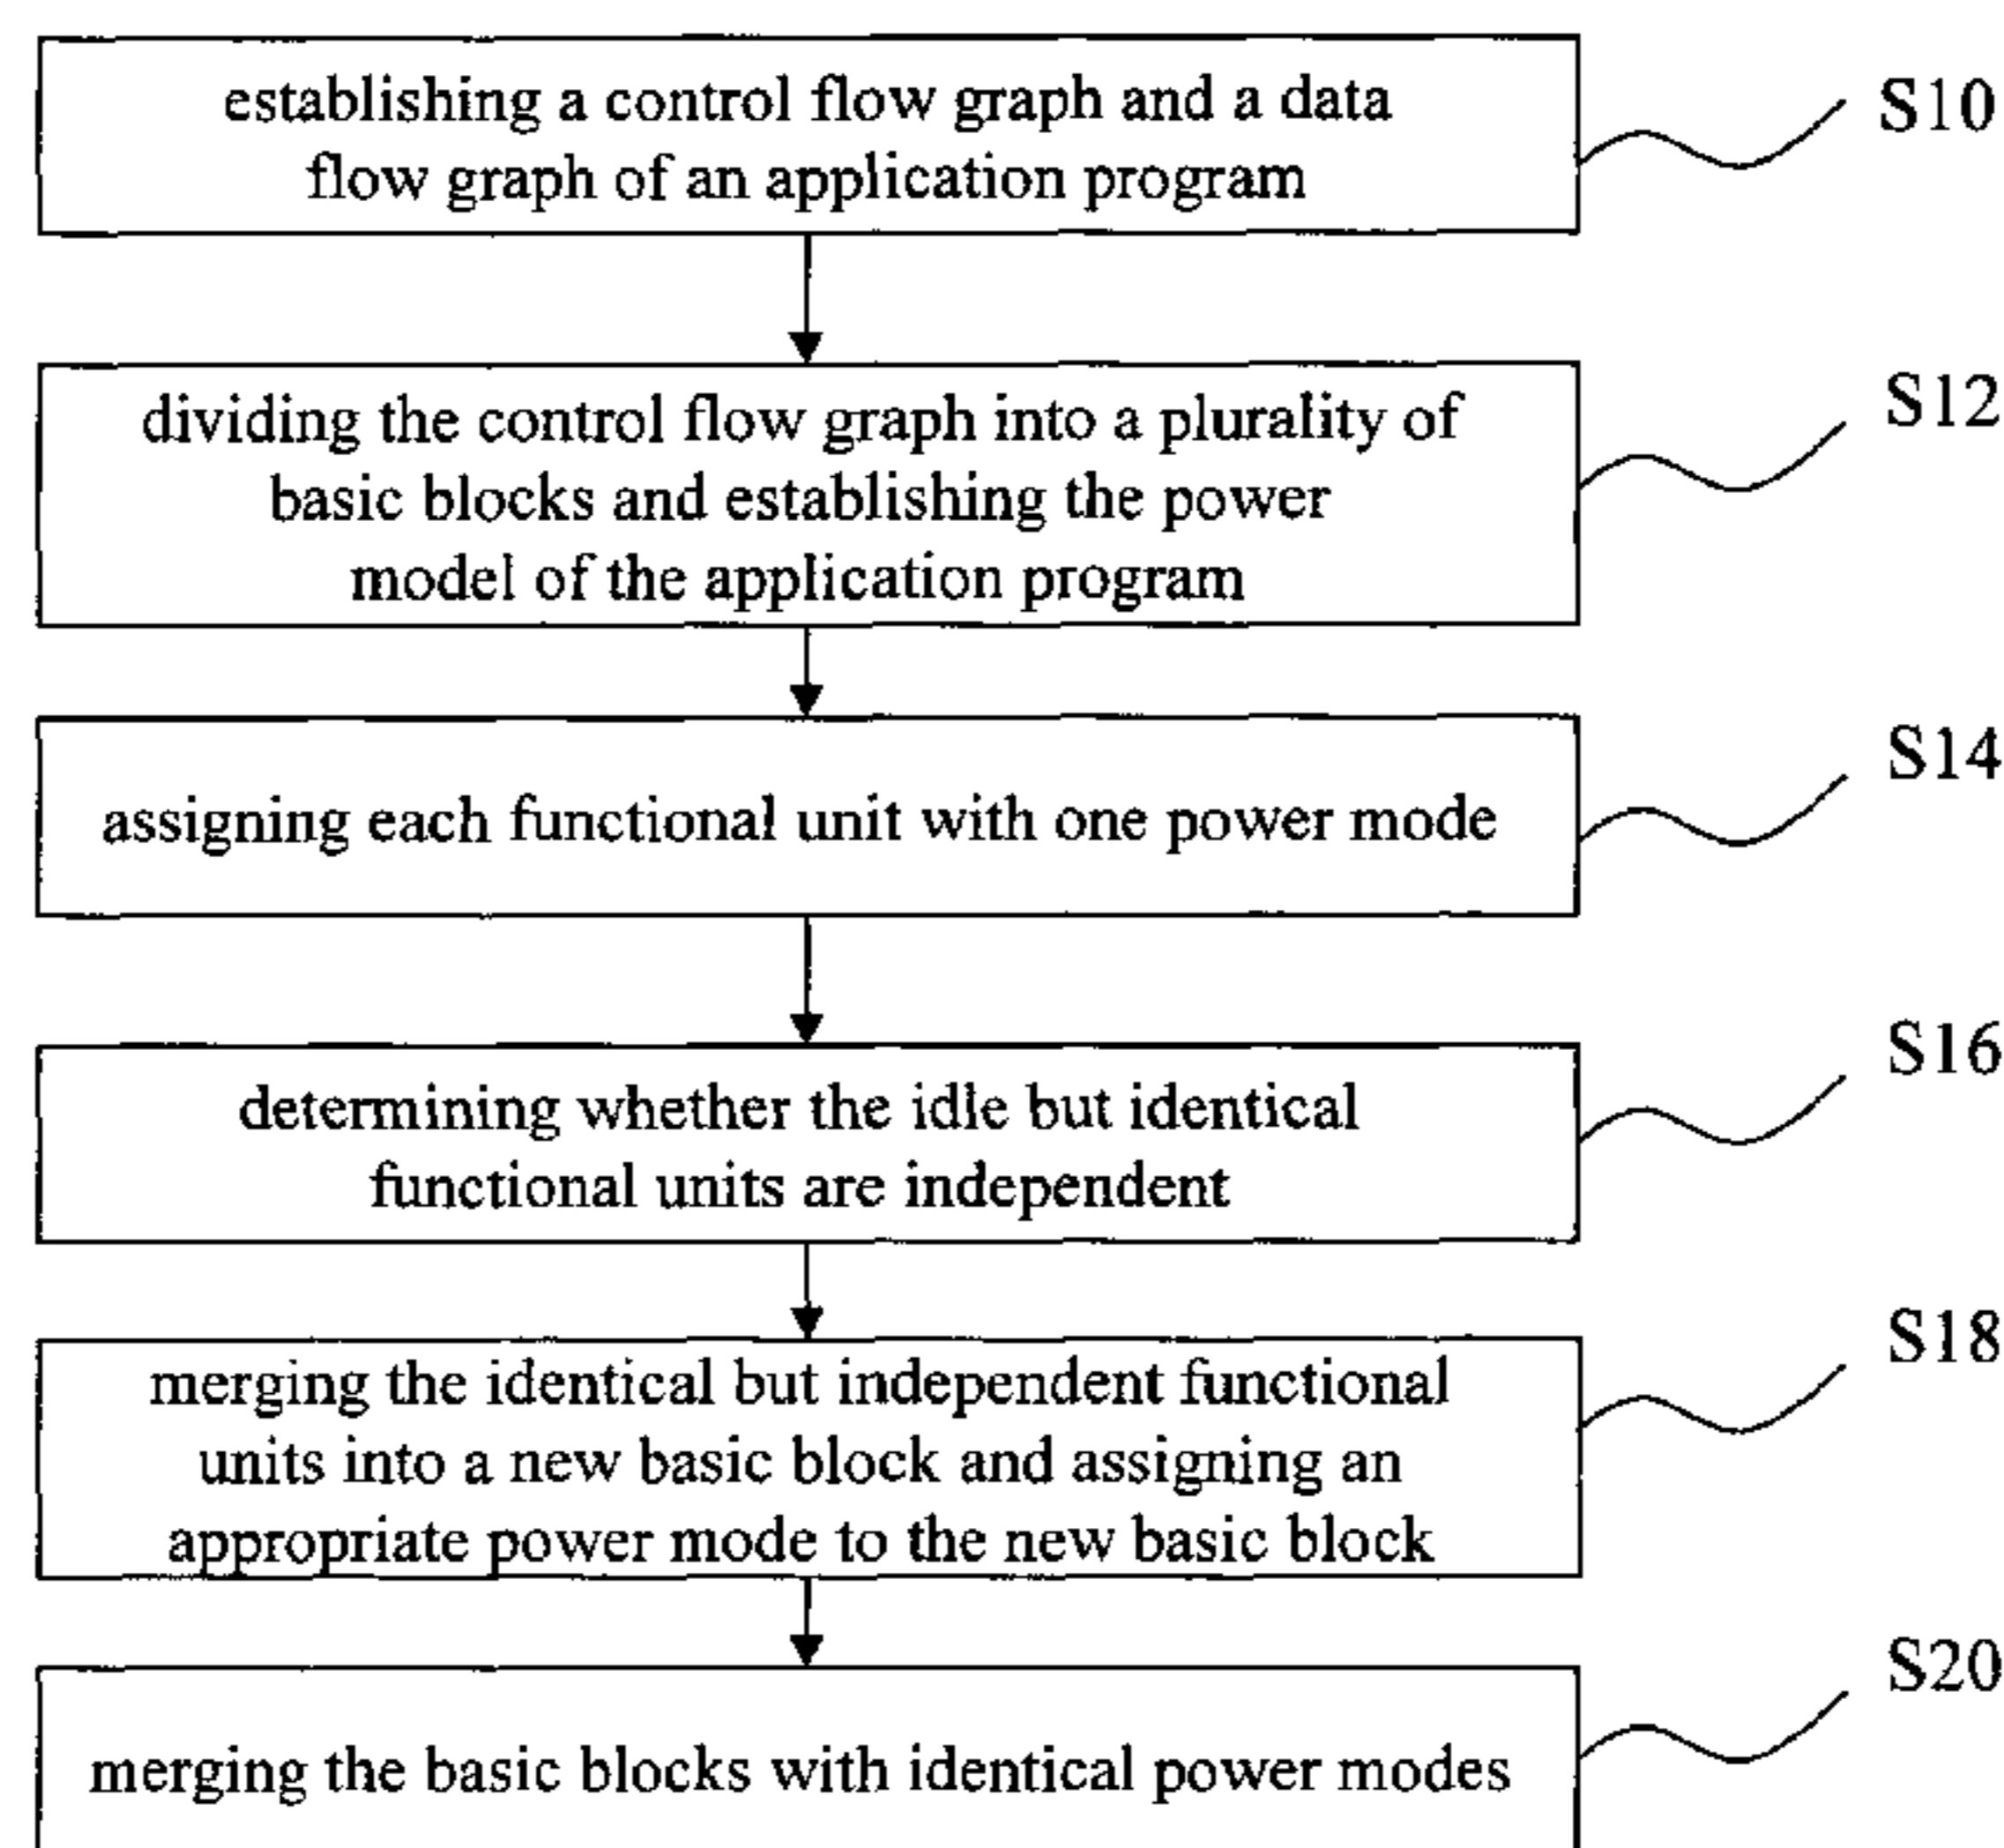 establishing a control flow graph and a data
flow graph of an application program
S10
dividing the control flow graph into a plurality of
basic blocks and establishing the power
model of the application program
S12
assigning each functional unit with one power mode
S14
determining whether the idle but identical
functional units are independent
S16
merging the identical but independent functional
units into a new basic block and assigning an
appropriate power mode to the new basic block
S18
merging the basic blocks with identical power modes
S20